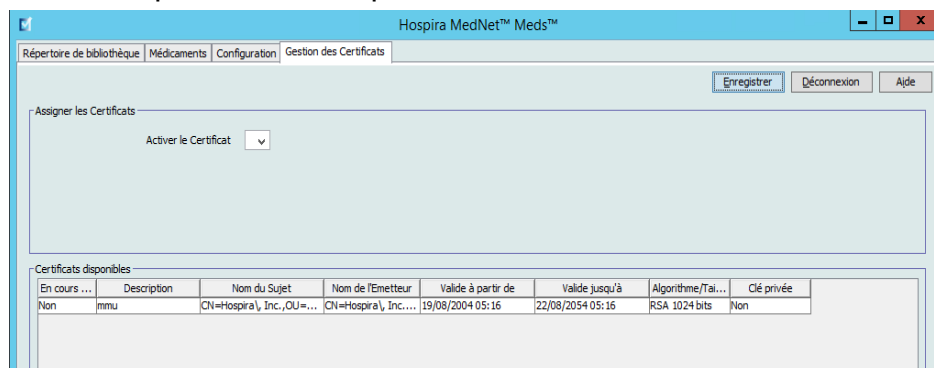 Hospira MedNet™ Meds™
Répertoire de bibliothèque Médicaments Configuration Gestion des Certificats
Enregistrer Déconnexion Aide
Assigner les Certificats
Activer le Certificat
Certificats disponibles
En cours ... Description Nom du Sujet Nom de l'Emetteur Valide à partir de Valide jusqu'à Algorithme/Tai... Clé privée
Non mmu CN=Hospira\, Inc.,OU=... CN=Hospira\, Inc.... 19/08/2004 05:16 22/08/2054 05:16 RSA 1024 bits Non